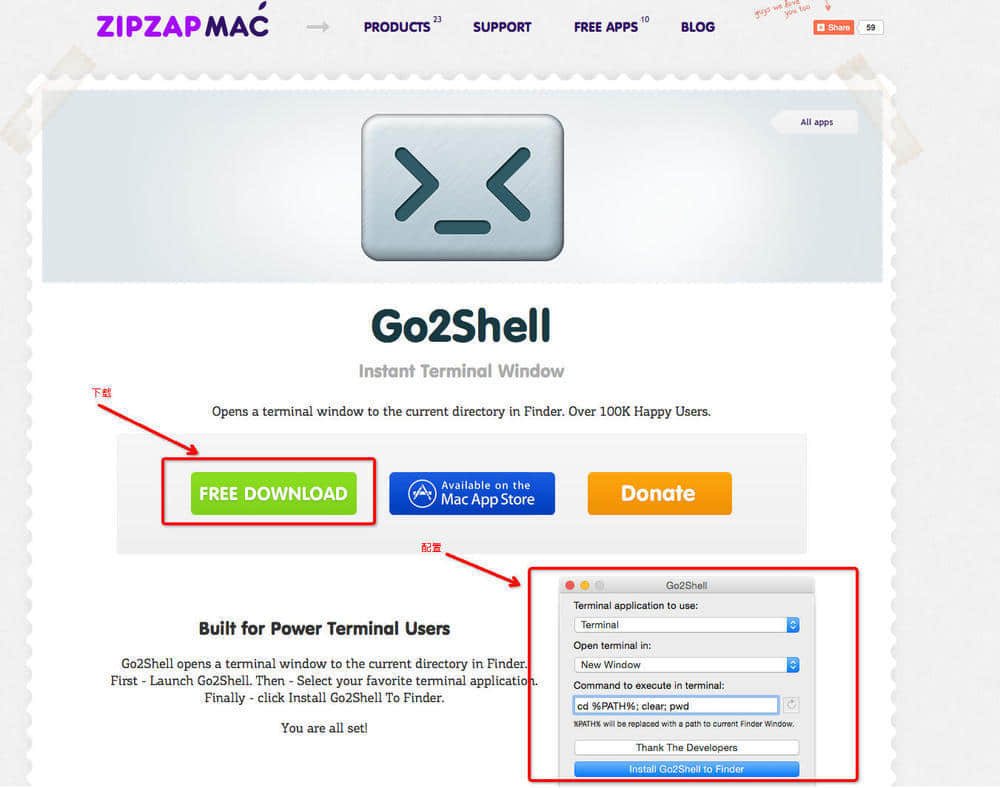 ZIPZAP MAC
PRODUCTS 23
SUPPORT
FREE APPS 10
BLOG
guys we love
you too
Share
59
All apps
Go2Shell
Instant Terminal Window
下载
Opens a terminal window to the current directory in Finder. Over 100K Happy Users.
FREE DOWNLOAD
Available on the
Mac App Store
Donate
配置
Built for Power Terminal Users
Go2Shell opens a terminal window to the current directory in Finder.
First - Launch Go2Shell. Then - Select your favorite terminal application.
Finally - click Install Go2Shell To Finder.
You are all set!
Go2Shell
Terminal application to use:
Terminal
Open terminal in:
New Window
Command to execute in terminal:
cd %PATH%; clear; pwd
%PATH% will be replaced with a path to current Finder Window.
Thank The Developers
Install Go2Shell to Finder